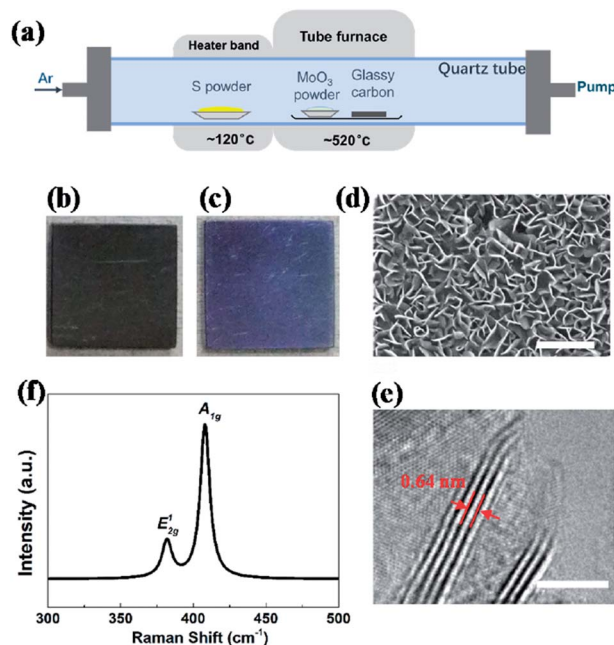 (a)
Heater band
Tube furnace
Ar
S powder
MoO₃
powder
Glassy
carbon
Quartz tube
Pump
~120°c
~520°c
(b)
(c)
(d)
(f)
A1g
E¹2g
Intensity (a.u.)
300 350 400 450 500
Raman Shift (cm⁻¹)
(e)
0.64 nm